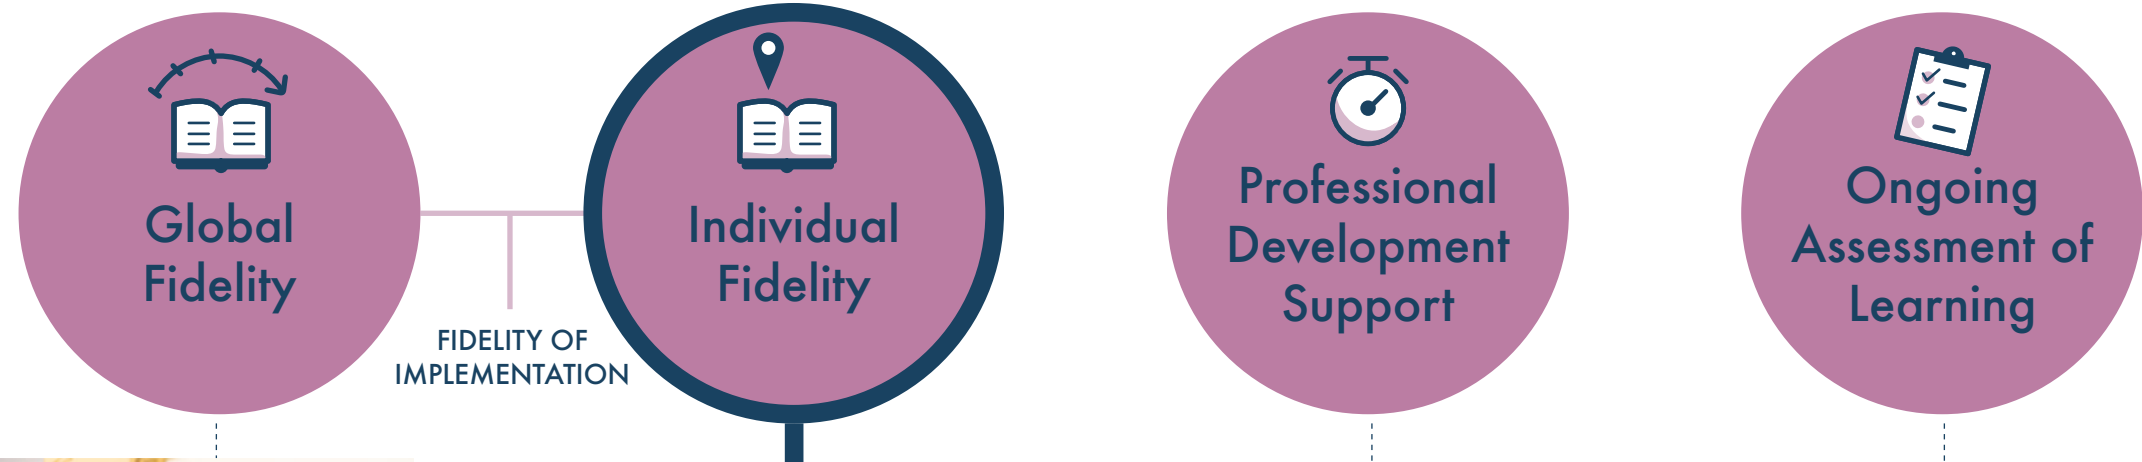 Global
Fidelity
Individual
Fidelity
FIDELITY OF
IMPLEMENTATION
Professional
Development
Support
Ongoing
Assessment of
Learning